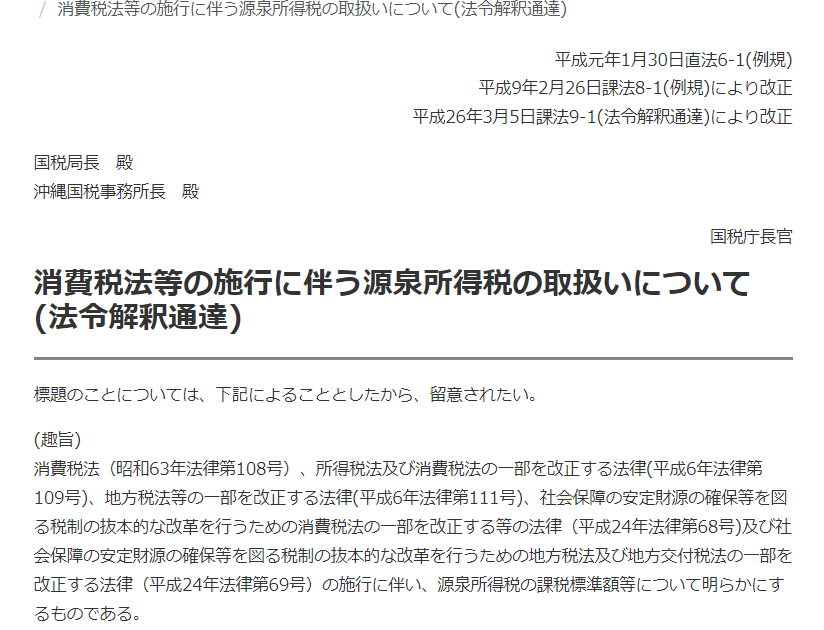 / 消費税法等の施行に伴う源泉所得税の取扱いについて(法令解釈通達)
平成元年1月30日直法6-1(例規)
平成9年2月26日課法8-1(例規)により改正
平成26年3月5日課法9-1(法令解釈通達)により改正
国税局長　殿
沖縄国税事務所長　殿
国税庁長官
消費税法等の施行に伴う源泉所得税の取扱いについて
(法令解釈通達)
標題のことについては、下記によることとしたから、留意されたい。
(趣旨)
消費税法（昭和63年法律第108号）、所得税法及び消費税法の一部を改正する法律(平成6年法律第
109号)、地方税法等の一部を改正する法律(平成6年法律第111号)、社会保障の安定財源の確保等を図
る税制の抜本的な改革を行うための消費税法の一部を改正する等の法律（平成24年法律第68号)及び社
会保障の安定財源の確保等を図る税制の抜本的な改革を行うための地方税法及び地方交付税法の一部を
改正する法律（平成24年法律第69号）の施行に伴い、源泉所得税の課税標準額等について明らかにす
るものである。